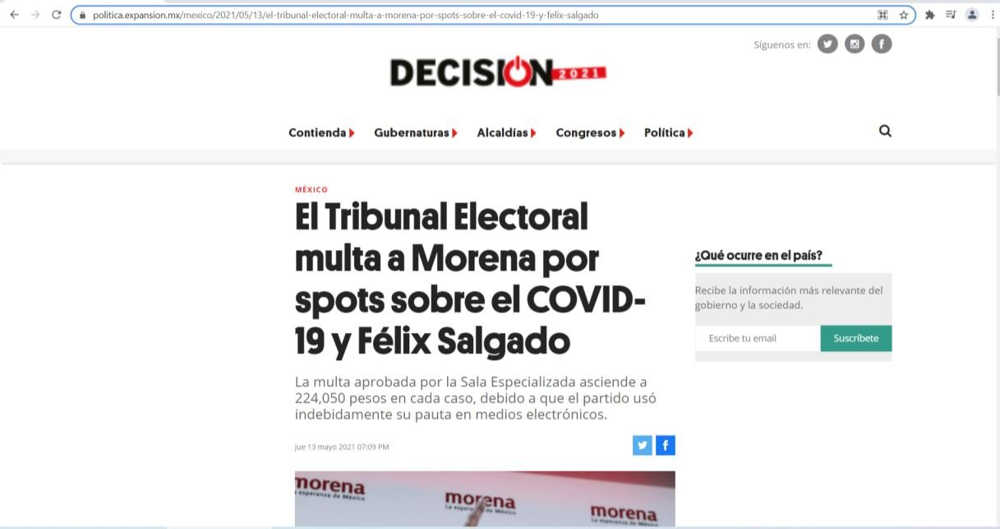 politica.expansion.mx/mexico/2021/05/13/el-tribunal-electoral-multa-a-morena-por-spots-sobre-el-covid-19-y-felix-salgado
Síguenos en:
DECISIÓN 2021
Contienda Gubernaturas Alcaldías Congresos Política
MÉXICO
El Tribunal Electoral
multa a Morena por
spots sobre el COVID-
19 y Félix Salgado
La multa aprobada por la Sala Especializada asciende a
224,050 pesos en cada caso, debido a que el partido usó
indebidamente su pauta en medios electrónicos.
jue 13 mayo 2021 07:09 PM
¿Qué ocurre en el país?
Recibe la información más relevante del
gobierno y la sociedad.
Escribe tu email Suscríbete
morena
La esperanza de México
morena
La esperanza de México
morena
La esperanza de México